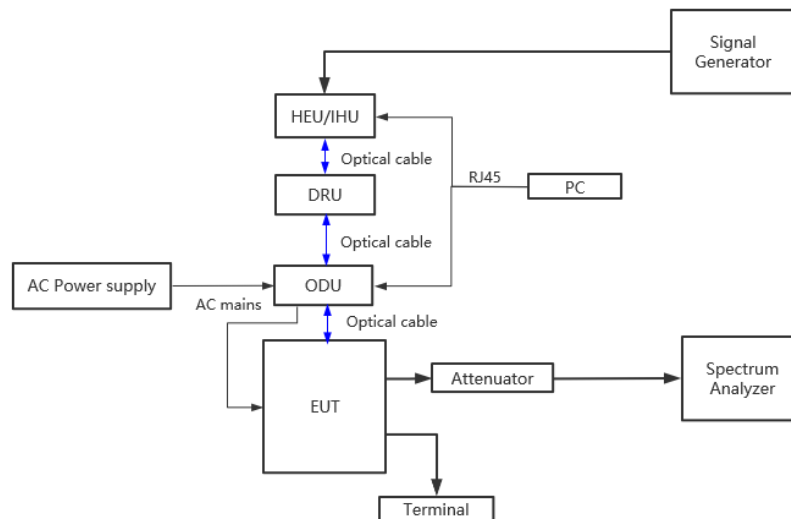 Signal
Generator
HEU/IHU
Optical cable
RJ45
PC
DRU
Optical cable
AC Power supply
AC mains
ODU
Optical cable
EUT
Attenuator
Spectrum
Analyzer
Terminal